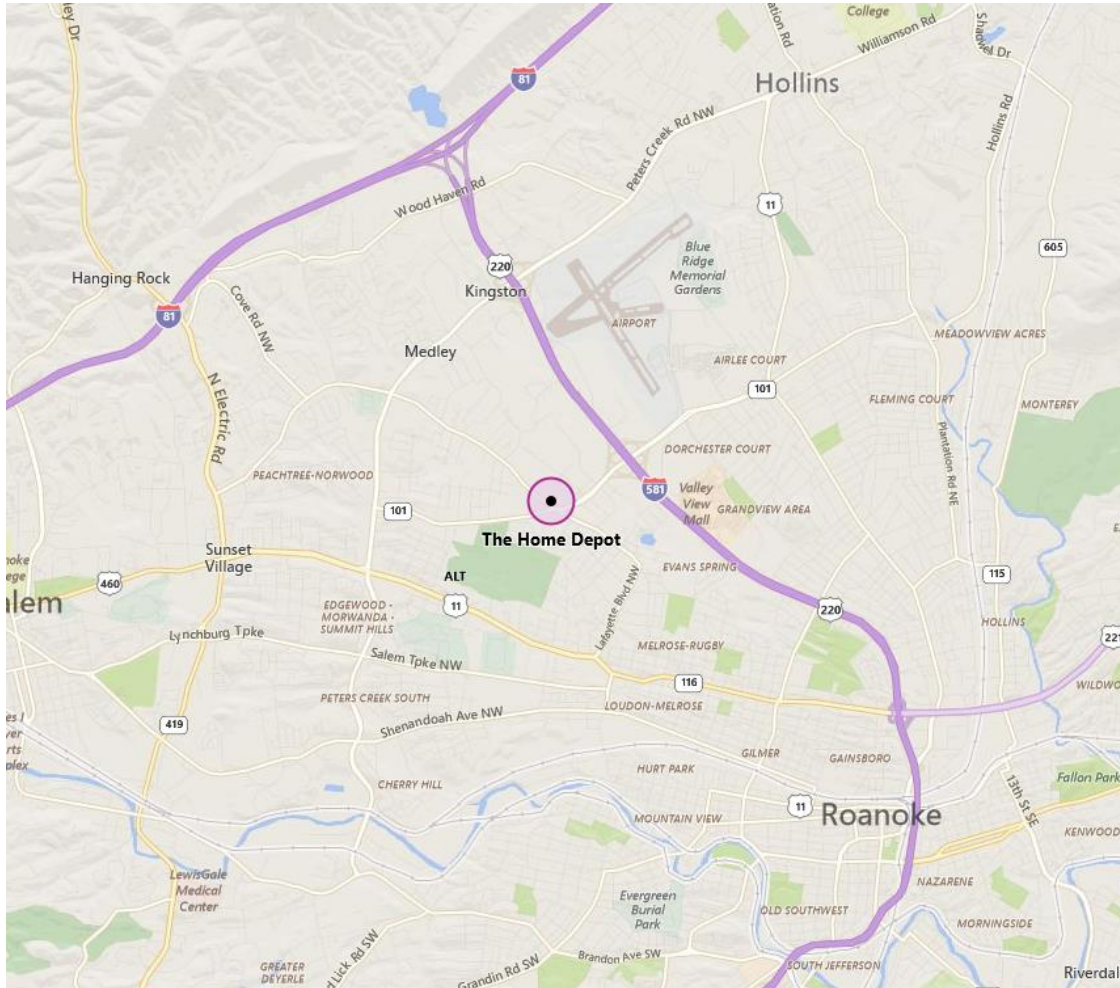 College
Williamson Rd
Hollins
81
Peters Creek Rd NW
Hollins Rd
Wood Haven Rd
11
605
Blue
Ridge
Memorial
Gardens
220
Kingston
Hanging Rock
Cove Rd NW
81
AIRPORT
MEADOWVIEW ACRES
Medley
AIRLEE COURT
101
N Electric Rd
FLEMING COURT
MONTEREY
Plantation Rd NE
DORCHESTER COURT
PEACHTREE-NORWOOD
581
Valley
View
Mall
GRANDVIEW AREA
101
The Home Depot
Sunset
Village
EVANS SPRING
460
ALT
11
115
alem
EDGEWOOD -
MORWANDA -
SUMMIT HILLS
Lafayette Blvd NW
220
HOLLINS
Lynchburg Tpke
221
MELROSE-RUGBY
Salem Tpke NW
116
WILDWO
PETERS CREEK SOUTH
LOUDON-MELROSE
419
Shenandoah Ave NW
GILMER
GAINSBORO
HURT PARK
CHERRY HILL
Fallon Park
13th St SE
11
Roanoke
MOUNTAIN VIEW
KENWOOD
LewisGale
Medical
Center
NAZARENE
Evergreen
Burial
Park
OLD SOUTHWEST
MORNINGSIDE
Brandon Ave SW
GREATER
DEYERLE
Lick Rd SW
Grandin Rd SW
SOUTH JEFFERSON
Riverdal